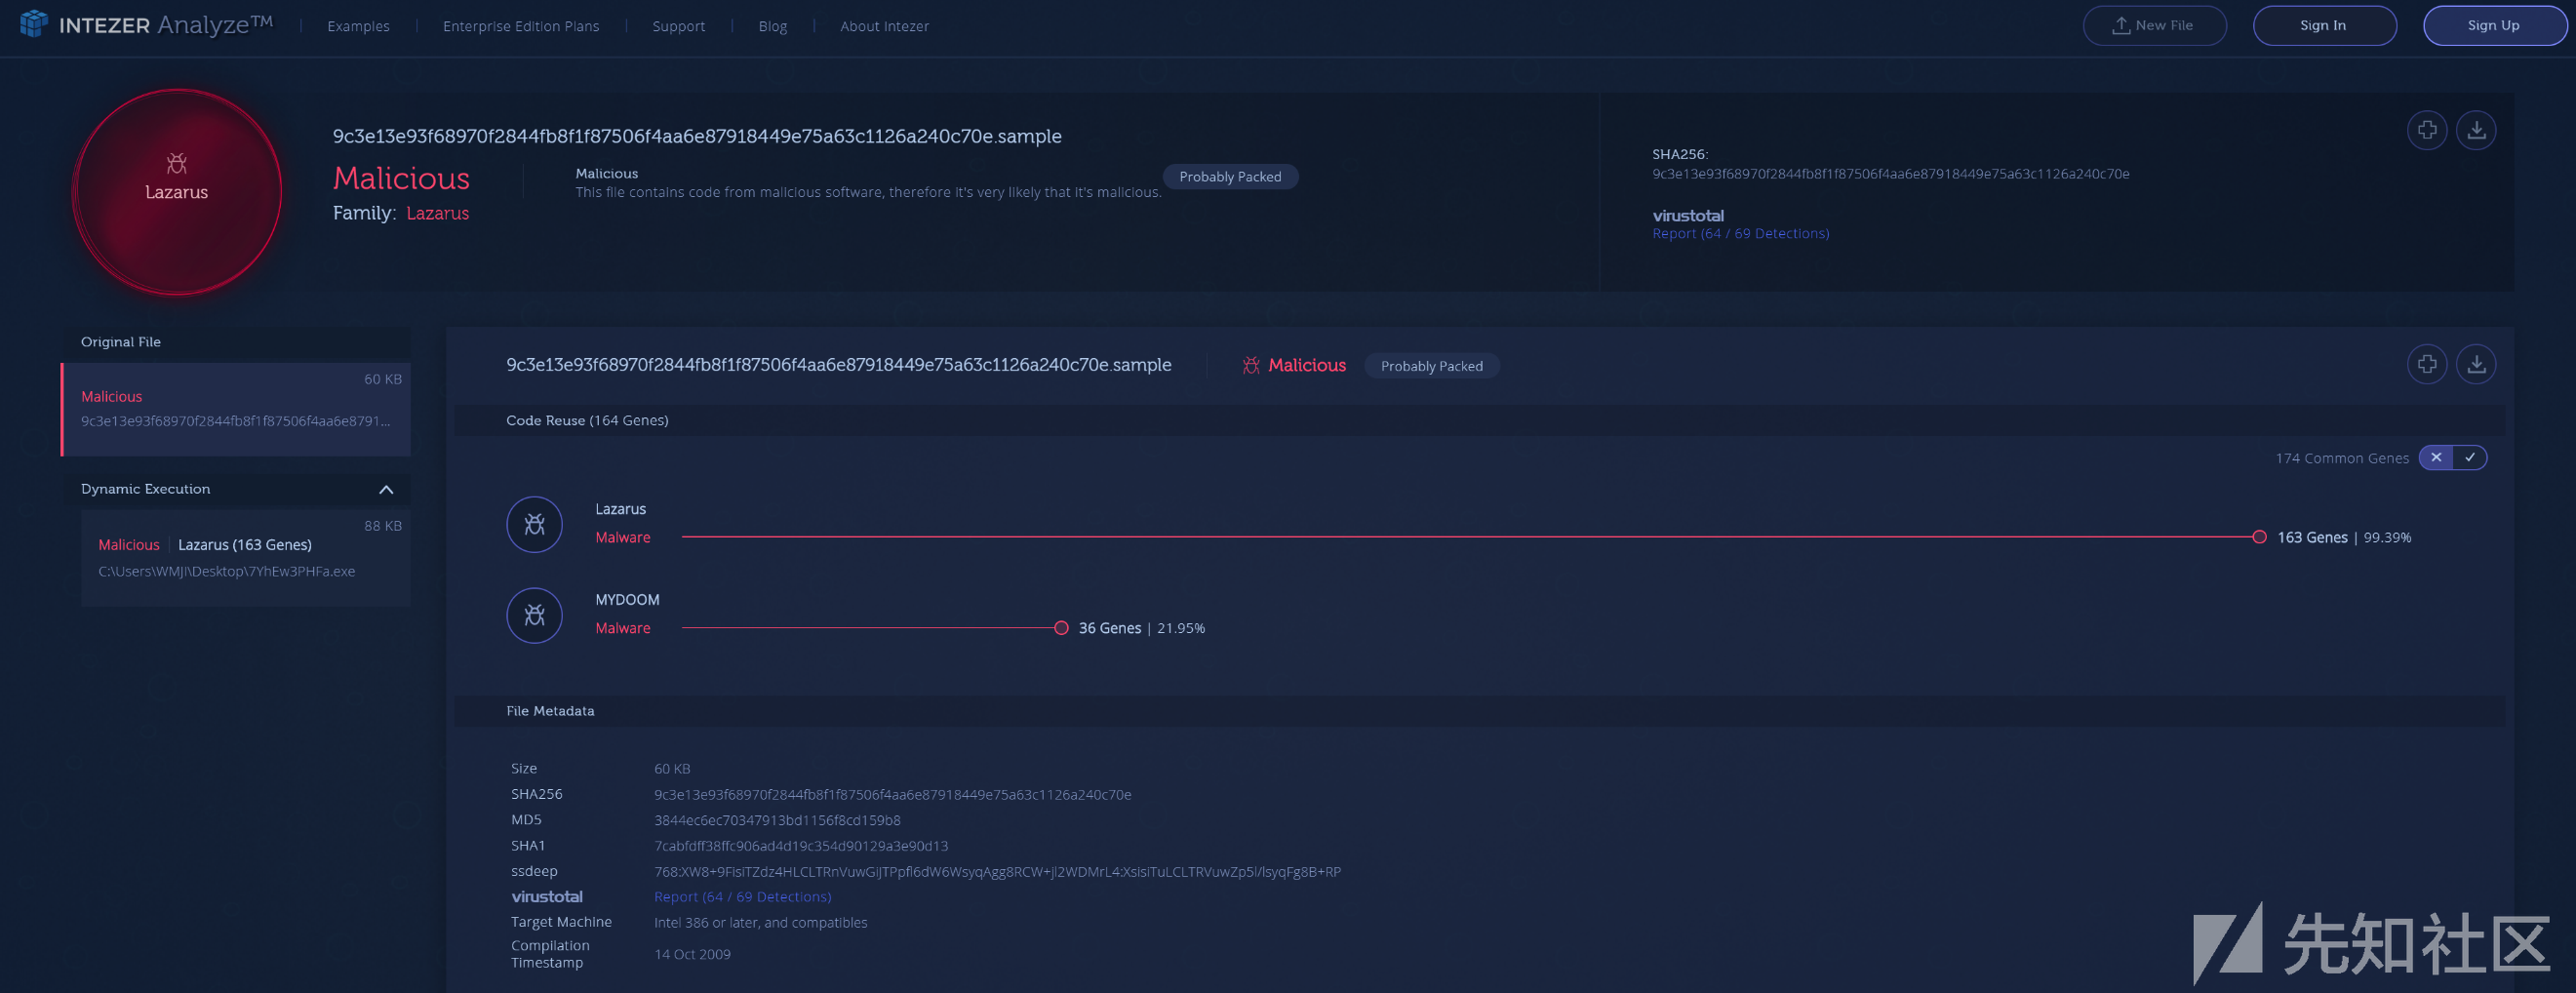 INTEZER Analyze™ Examples Enterprise Edition Plans Support Blog About Intezer New File Sign In Sign Up
Lazarus
9c3e13e93f68970f2844fb8f1f87506f4aa6e87918449e75a63c1126a240c70e.sample
Malicious
Family: Lazarus
Malicious
This file contains code from malicious software, therefore it's very likely that it's malicious.
Probably Packed
SHA256:
9c3e13e93f68970f2844fb8f1f87506f4aa6e87918449e75a63c1126a240c70e
virustotal
Report (64 / 69 Detections)
Original File
60 KB
Malicious
9c3e13e93f68970f2844fb8f1f87506f4aa6e8791...
Dynamic Execution
88 KB
Malicious Lazarus (163 Genes)
C:\Users\WMJI\Desktop\7YhEw3PHFa.exe
9c3e13e93f68970f2844fb8f1f87506f4aa6e87918449e75a63c1126a240c70e.sample Malicious Probably Packed
Code Reuse (164 Genes)
174 Common Genes
Lazarus
Malware 163 Genes | 99.39%
MYDOOM
Malware 36 Genes | 21.95%
File Metadata
Size 60 KB
SHA256 9c3e13e93f68970f2844fb8f1f87506f4aa6e87918449e75a63c1126a240c70e
MD5 3844ec6ec70347913bd1156f8cd159b8
SHA1 7cabfdff38ffc906ad4d19c354d90129a3e90d13
ssdeep 768:XW8+9FIsiTZdz4HLCLTRnVuwGiJTPpfl6dW6WsyqAgg8RCW+jl2WDMrL4:XsIsiTuLCLTRVuwZp5l/lsyqFg8B+RP
virustotal Report (64 / 69 Detections)
Target Machine Intel 386 or later, and compatibles
Compilation
Timestamp 14 Oct 2009
先知社区